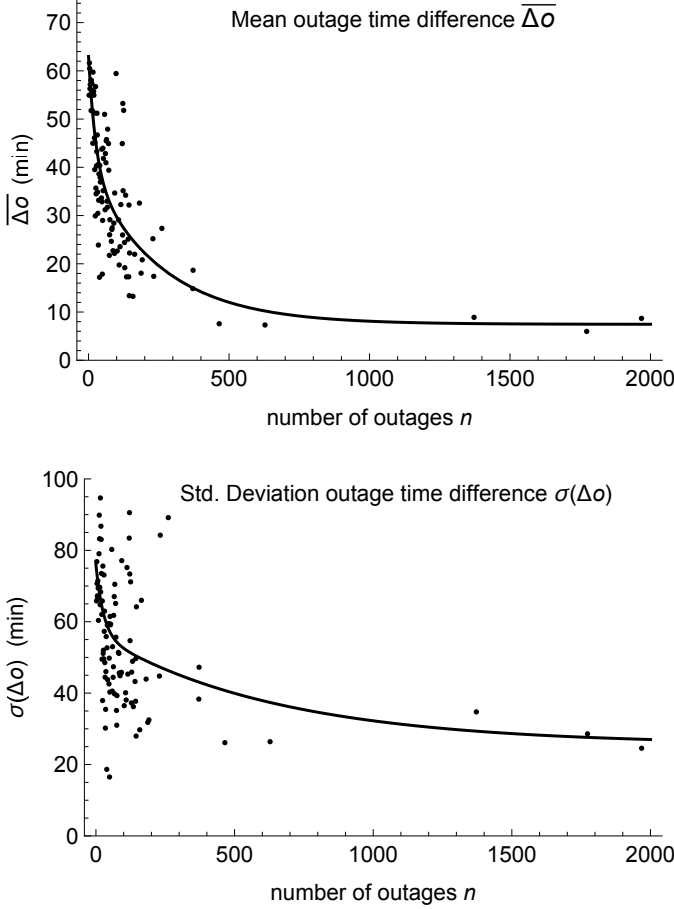 Mean outage time difference Δo
70
60
50
40
30
20
10
0
Δo (min)
0 500 1000 1500 2000
number of outages n
Std. Deviation outage time difference σ(Δo)
100
80
60
40
20
0
σ(Δo) (min)
0 500 1000 1500 2000
number of outages n